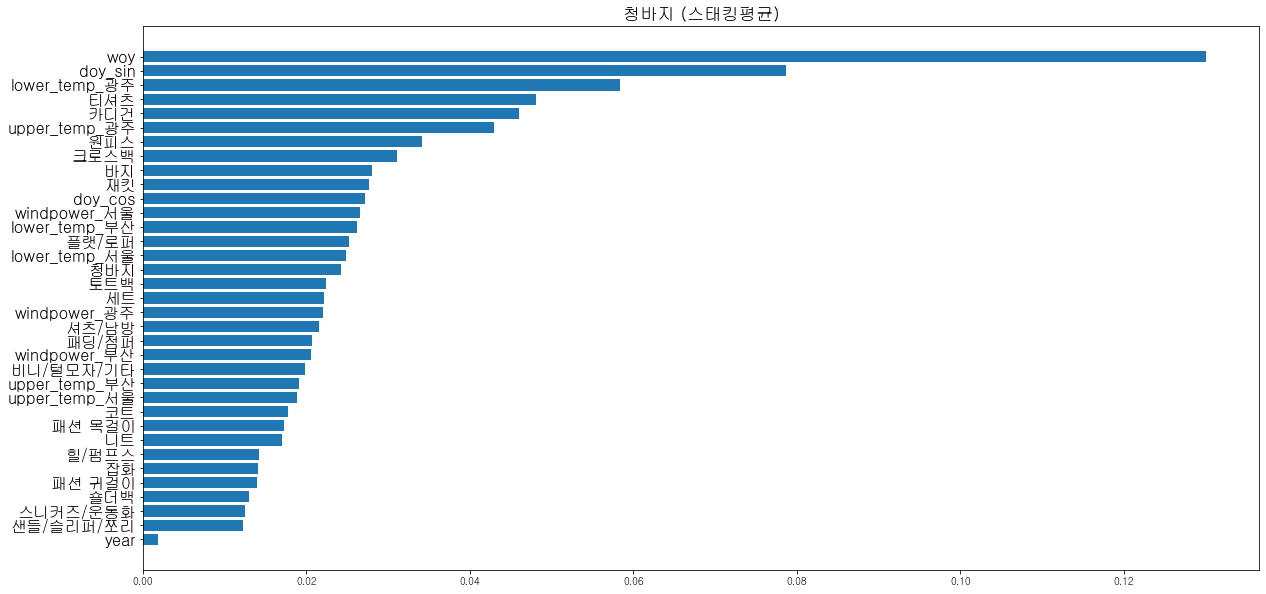 청바지 (스태킹평균)
woy
doy_sin
lower_temp_광주
티셔츠
카디건
upper_temp_광주
원피스
크로스백
바지
재킷
doy_cos
windpower_서울
lower_temp_부산
플랫/로퍼
lower_temp_서울
청바지
토트백
세트
windpower_광주
셔츠/남방
패딩/점퍼
windpower_부산
비니/털모자/기타
upper_temp_부산
upper_temp_서울
코트
패션 목걸이
니트
힐/펌프스
잡화
패션 귀걸이
숄더백
스니커즈/운동화
샌들/슬리퍼/쪼리
year
0.00 0.02 0.04 0.06 0.08 0.10 0.12